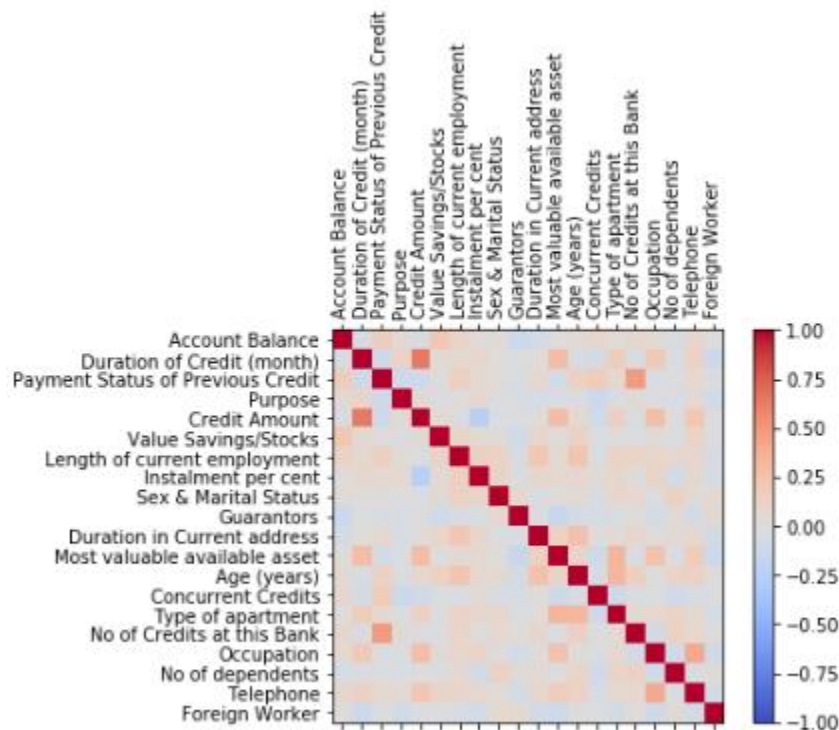 Account Balance
Duration of Credit (month)
Payment Status of Previous Credit
Purpose
Credit Amount
Value Savings/Stocks
Length of current employment
Instalment per cent
Sex & Marital Status
Guarantors
Duration in Current address
Most valuable available asset
Age (years)
Concurrent Credits
Type of apartment
No of Credits at this Bank
Occupation
No of dependents
Telephone
Foreign Worker
Account Balance
Duration of Credit (month)
Payment Status of Previous Credit
Purpose
Credit Amount
Value Savings/Stocks
Length of current employment
Instalment per cent
Sex & Marital Status
Guarantors
Duration in Current address
Most valuable available asset
Age (years)
Concurrent Credits
Type of apartment
No of Credits at this Bank
Occupation
No of dependents
Telephone
Foreign Worker
1.00
0.75
0.50
0.25
0.00
−0.25
−0.50
−0.75
−1.00